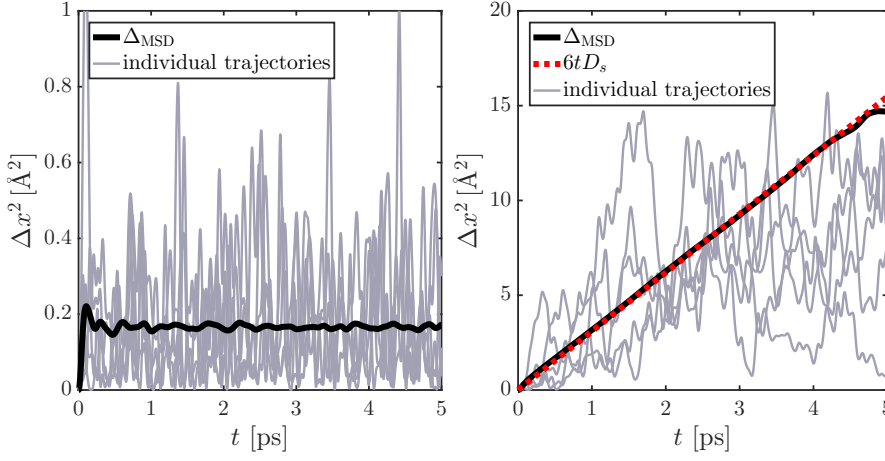 Δ_MSD
individual trajectories
1
0.8
0.6
0.4
0.2
0
Δx² [Å²]
0 1 2 3 4 5
t [ps]
Δ_MSD
6tD_s
individual trajectories
20
15
10
5
0
Δx² [Å²]
0 1 2 3 4 5
t [ps]